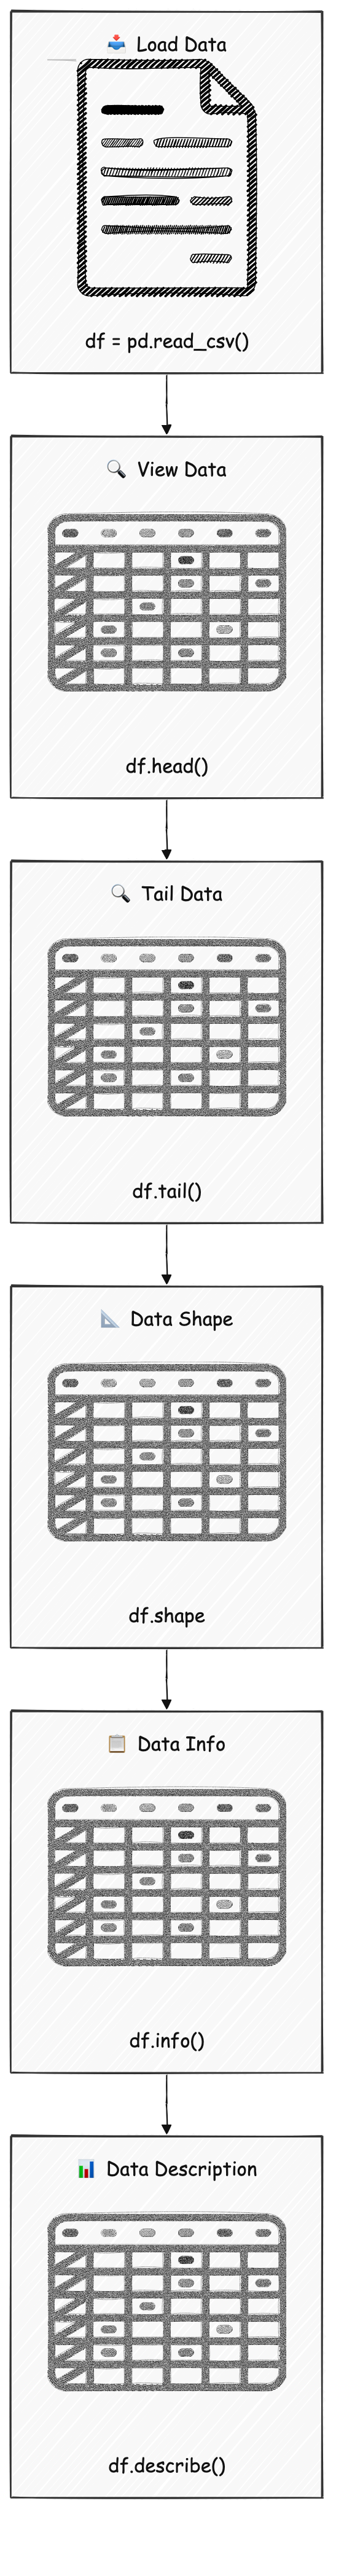 📥 Load Data
df = pd.read_csv()
🔍 View Data
df.head()
🔍 Tail Data
df.tail()
📐 Data Shape
df.shape
📋 Data Info
df.info()
📊 Data Description
df.describe()